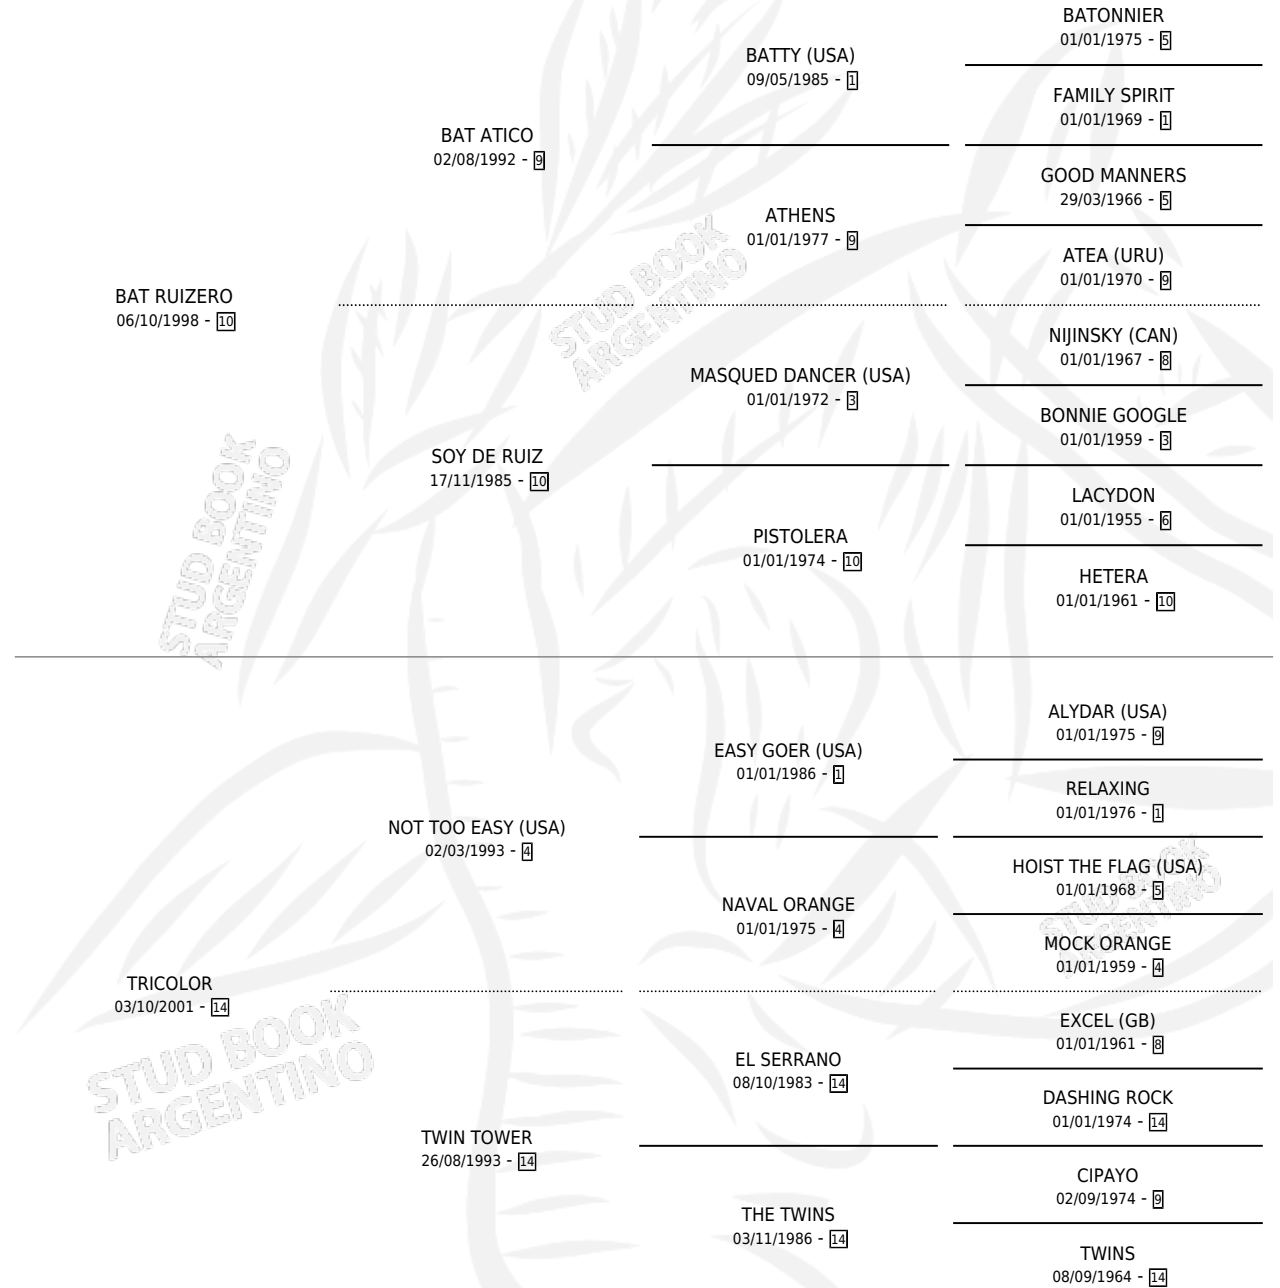 BATONNIER
01/01/1975 - 5
BATTY (USA)
09/05/1985 - 1
FAMILY SPIRIT
01/01/1969 - 1
BAT ATICO
02/08/1992 - 9
GOOD MANNERS
29/03/1966 - 5
ATHENS
01/01/1977 - 9
ATEA (URU)
01/01/1970 - 9
BAT RUIZERO
06/10/1998 - 10
NIJINSKY (CAN)
01/01/1967 - 8
MASQUED DANCER (USA)
01/01/1972 - 3
BONNIE GOOGLE
01/01/1959 - 3
SOY DE RUIZ
17/11/1985 - 10
LACYDON
01/01/1955 - 6
PISTOLERA
01/01/1974 - 10
HETERA
01/01/1961 - 10
STUD BOOK
ARGENTINO
STUD BOOK
ARGENTINO
ALYDAR (USA)
01/01/1975 - 9
EASY GOER (USA)
01/01/1986 - 1
RELAXING
01/01/1976 - 1
NOT TOO EASY (USA)
02/03/1993 - 4
HOIST THE FLAG (USA)
01/01/1968 - 5
NAVAL ORANGE
01/01/1975 - 4
MOCK ORANGE
01/01/1959 - 4
STUD BOOK
ARGENTINO
TRICOLOR
03/10/2001 - 14
EXCEL (GB)
01/01/1961 - 8
EL SERRANO
08/10/1983 - 14
DASHING ROCK
01/01/1974 - 14
STUD BOOK
ARGENTINO
TWIN TOWER
26/08/1993 - 14
CIPAYO
02/09/1974 - 9
THE TWINS
03/11/1986 - 14
TWINS
08/09/1964 - 14